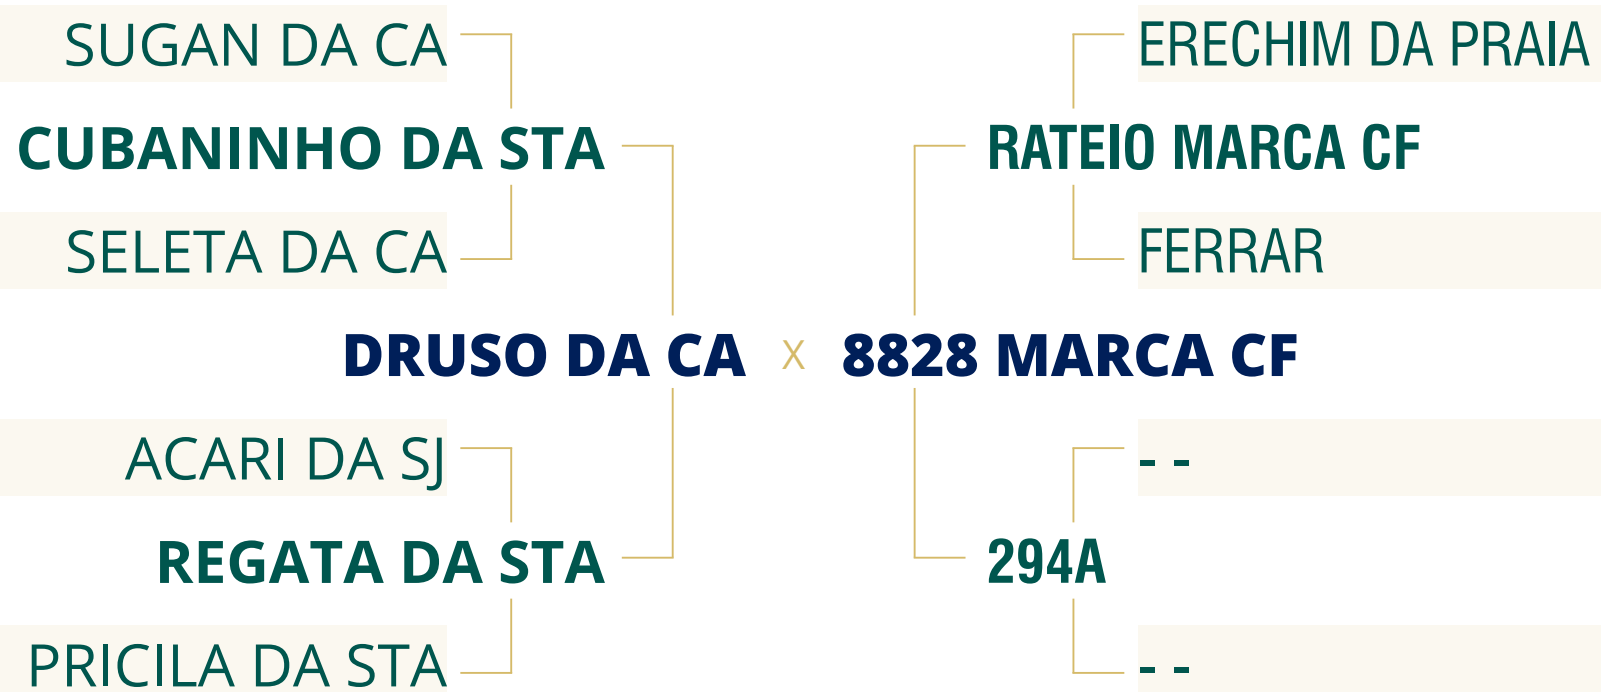 SUGAN DA CA
ERECHIM DA PRAIA
CUBANINHO DA STA
RATEIO MARCA CF
SELETA DA CA
FERRAR
DRUSO DA CA X 8828 MARCA CF
ACARI DA SJ
- -
REGATA DA STA
294A
PRICILA DA STA
- -